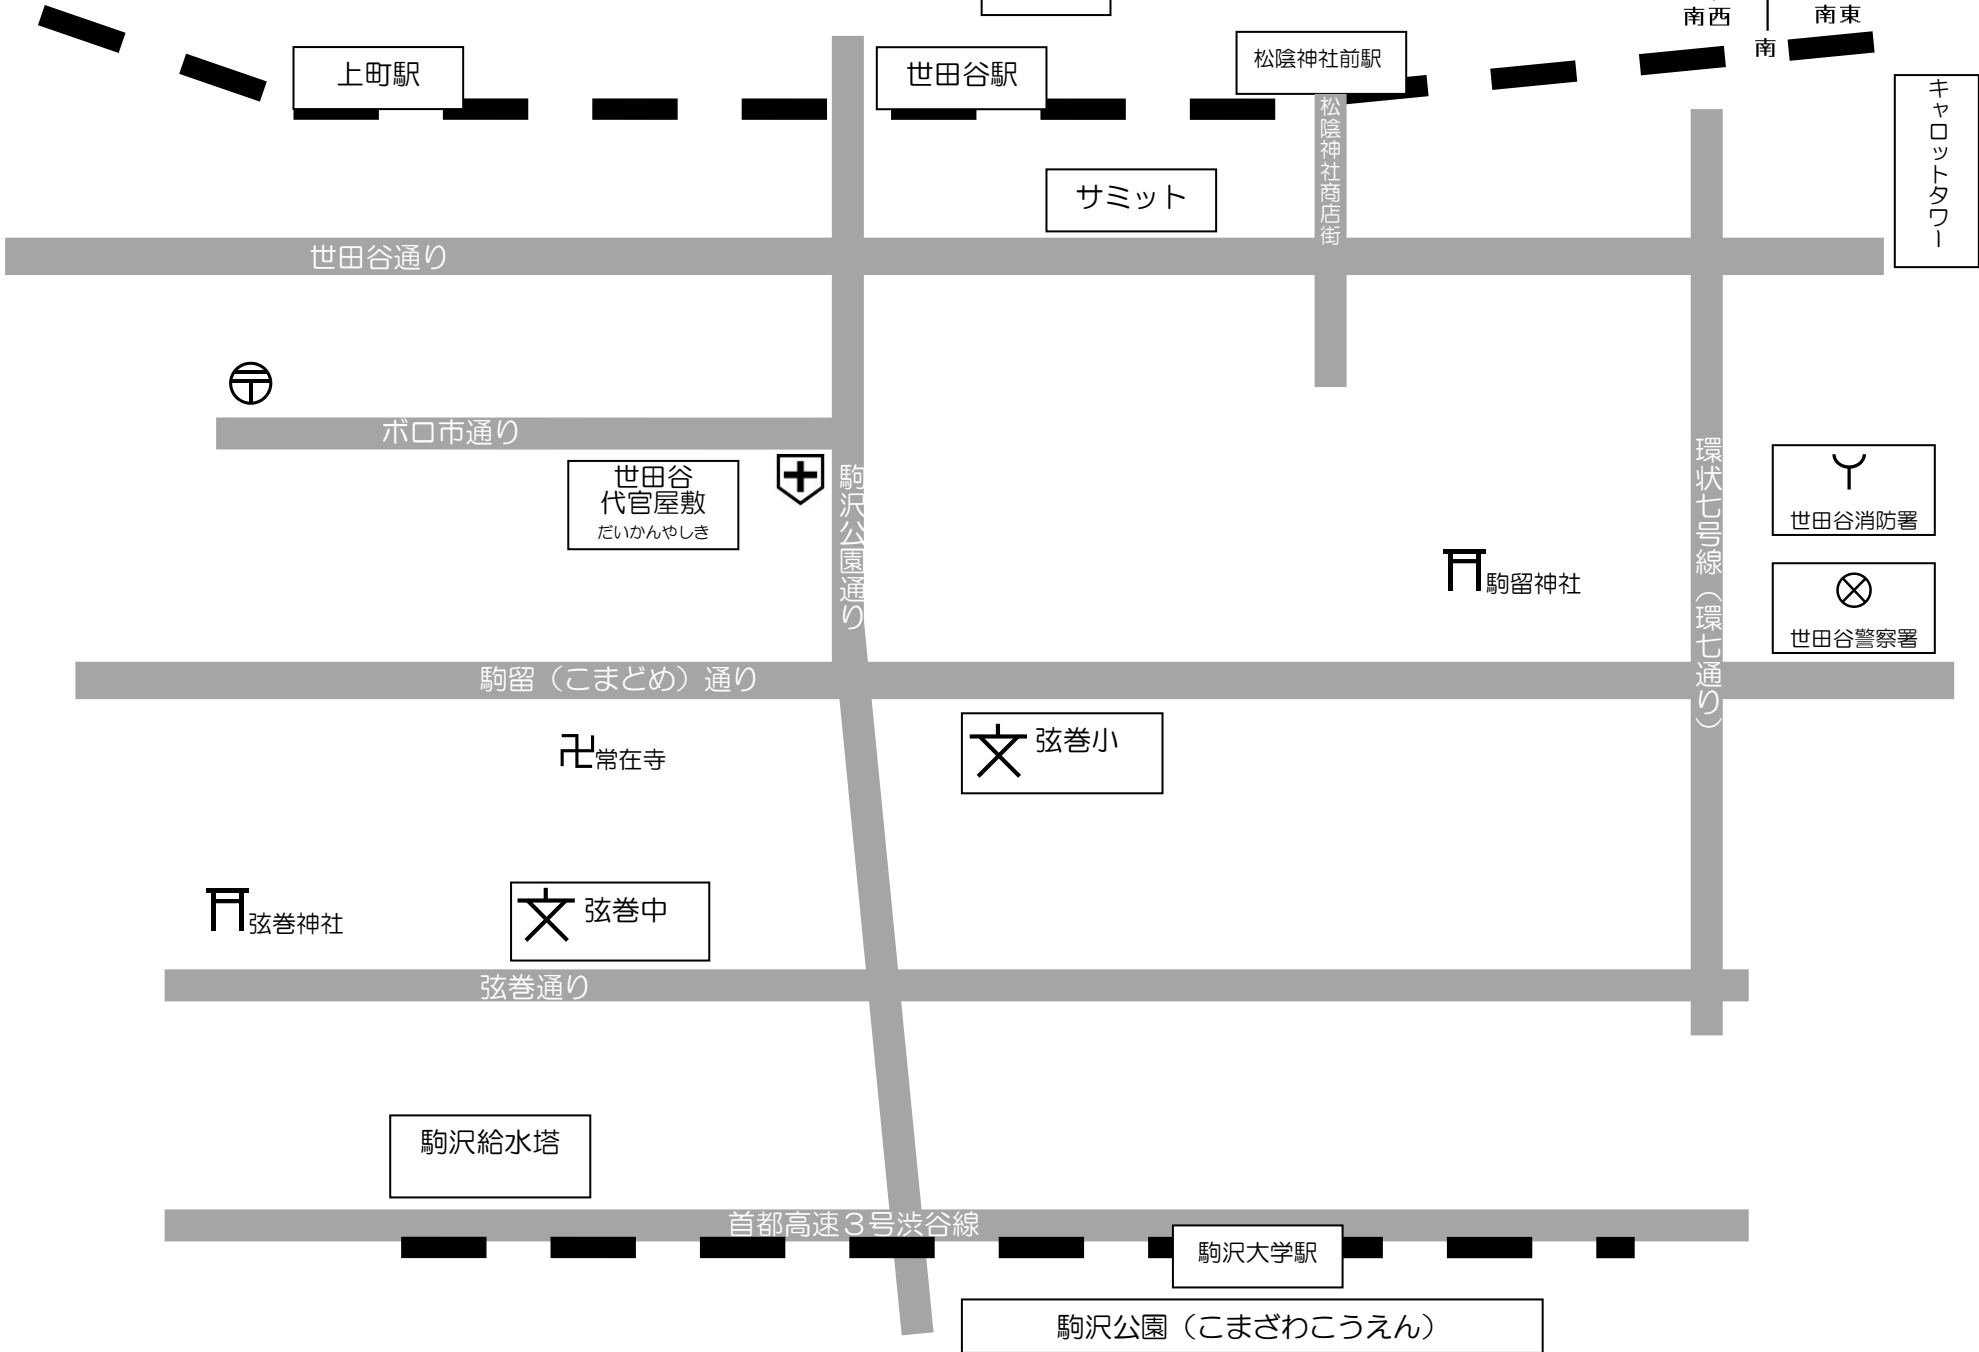 南西
南東
南
上町駅
世田谷駅
松陰神社前駅
キャロットタワー
松陰神社商店街
サミット
世田谷通り
ボロ市通り
世田谷
代官屋敷
だいかんやしき
駒沢公園通り
環状七号線（環七通り）
世田谷消防署
駒留神社
世田谷警察署
駒留（こまどめ）通り
常在寺
弦巻小
弦巻神社
弦巻中
弦巻通り
駒沢給水塔
首都高速３号渋谷線
駒沢大学駅
駒沢公園（こまざわこうえん）